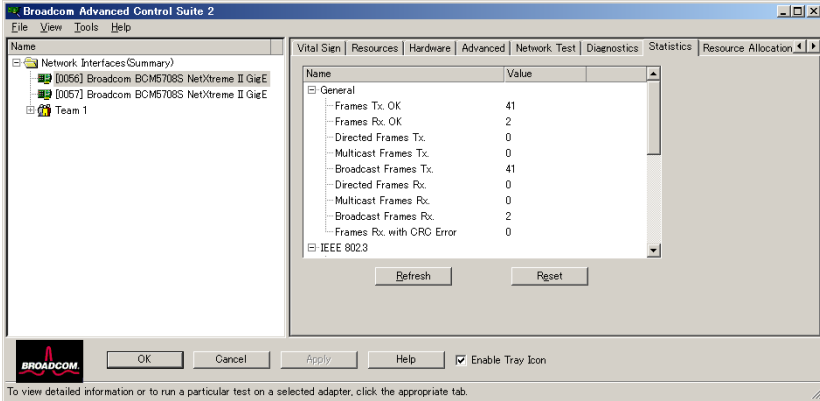 Broadcom Advanced Control Suite 2
File View Tools Help
Name
Network Interfaces(Summary)
[0056] Broadcom BCM5708S NetXtreme II GigE
[0057] Broadcom BCM5708S NetXtreme II GigE
Team 1
Vital Sign Resources Hardware Advanced Network Test Diagnostics Statistics Resource Allocation
Name Value
General
Frames Tx. OK 41
Frames Rx. OK 2
Directed Frames Tx. 0
Multicast Frames Tx. 0
Broadcast Frames Tx. 41
Directed Frames Rx. 0
Multicast Frames Rx. 0
Broadcast Frames Rx. 2
Frames Rx. with CRC Error 0
IEEE 802.3
Refresh Reset
BROADCOM. OK Cancel Apply Help Enable Tray Icon
To view detailed information or to run a particular test on a selected adapter, click the appropriate tab.